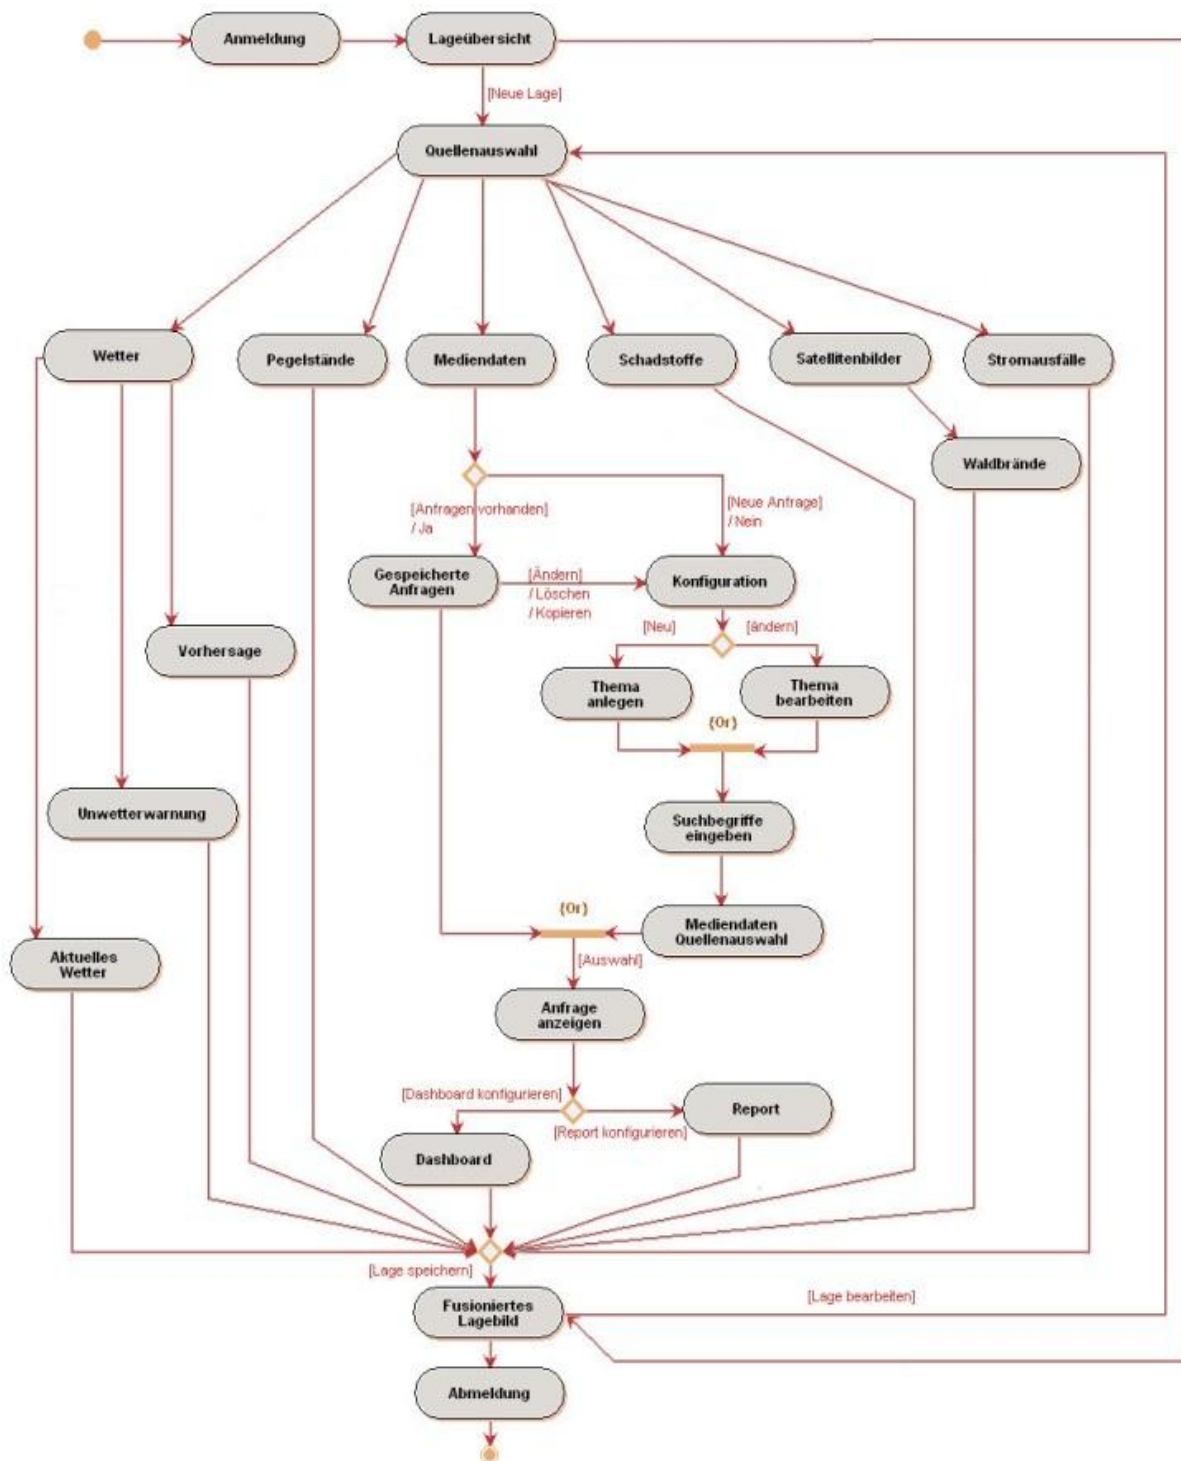 Anmeldung
Lageübersicht
[Neue Lage]
Quellenauswahl
Wetter
Pegelstände
Mediendaten
Schadstoffe
Satellitenbilder
Stromausfälle
Waldbrände
[Anfragen vorhanden]
/ Ja
[Neue Anfrage]
/ Nein
Gespeicherte
Anfragen
[Ändern]
/ Löschen
/ Kopieren
Konfiguration
[Neu]
[ändern]
Vorhersage
Thema
anlegen
Thema
bearbeiten
{Or}
Unwetterwarnung
Suchbegriffe
eingeben
{Or}
Mediendaten
Quellenauswahl
Aktuelles
Wetter
[Auswahl]
Anfrage
anzeigen
[Dashboard konfigurieren]
[Report konfigurieren]
Report
Dashboard
[Lage speichern]
Fusioniertes
Lagebild
[Lage bearbeiten]
Abmeldung